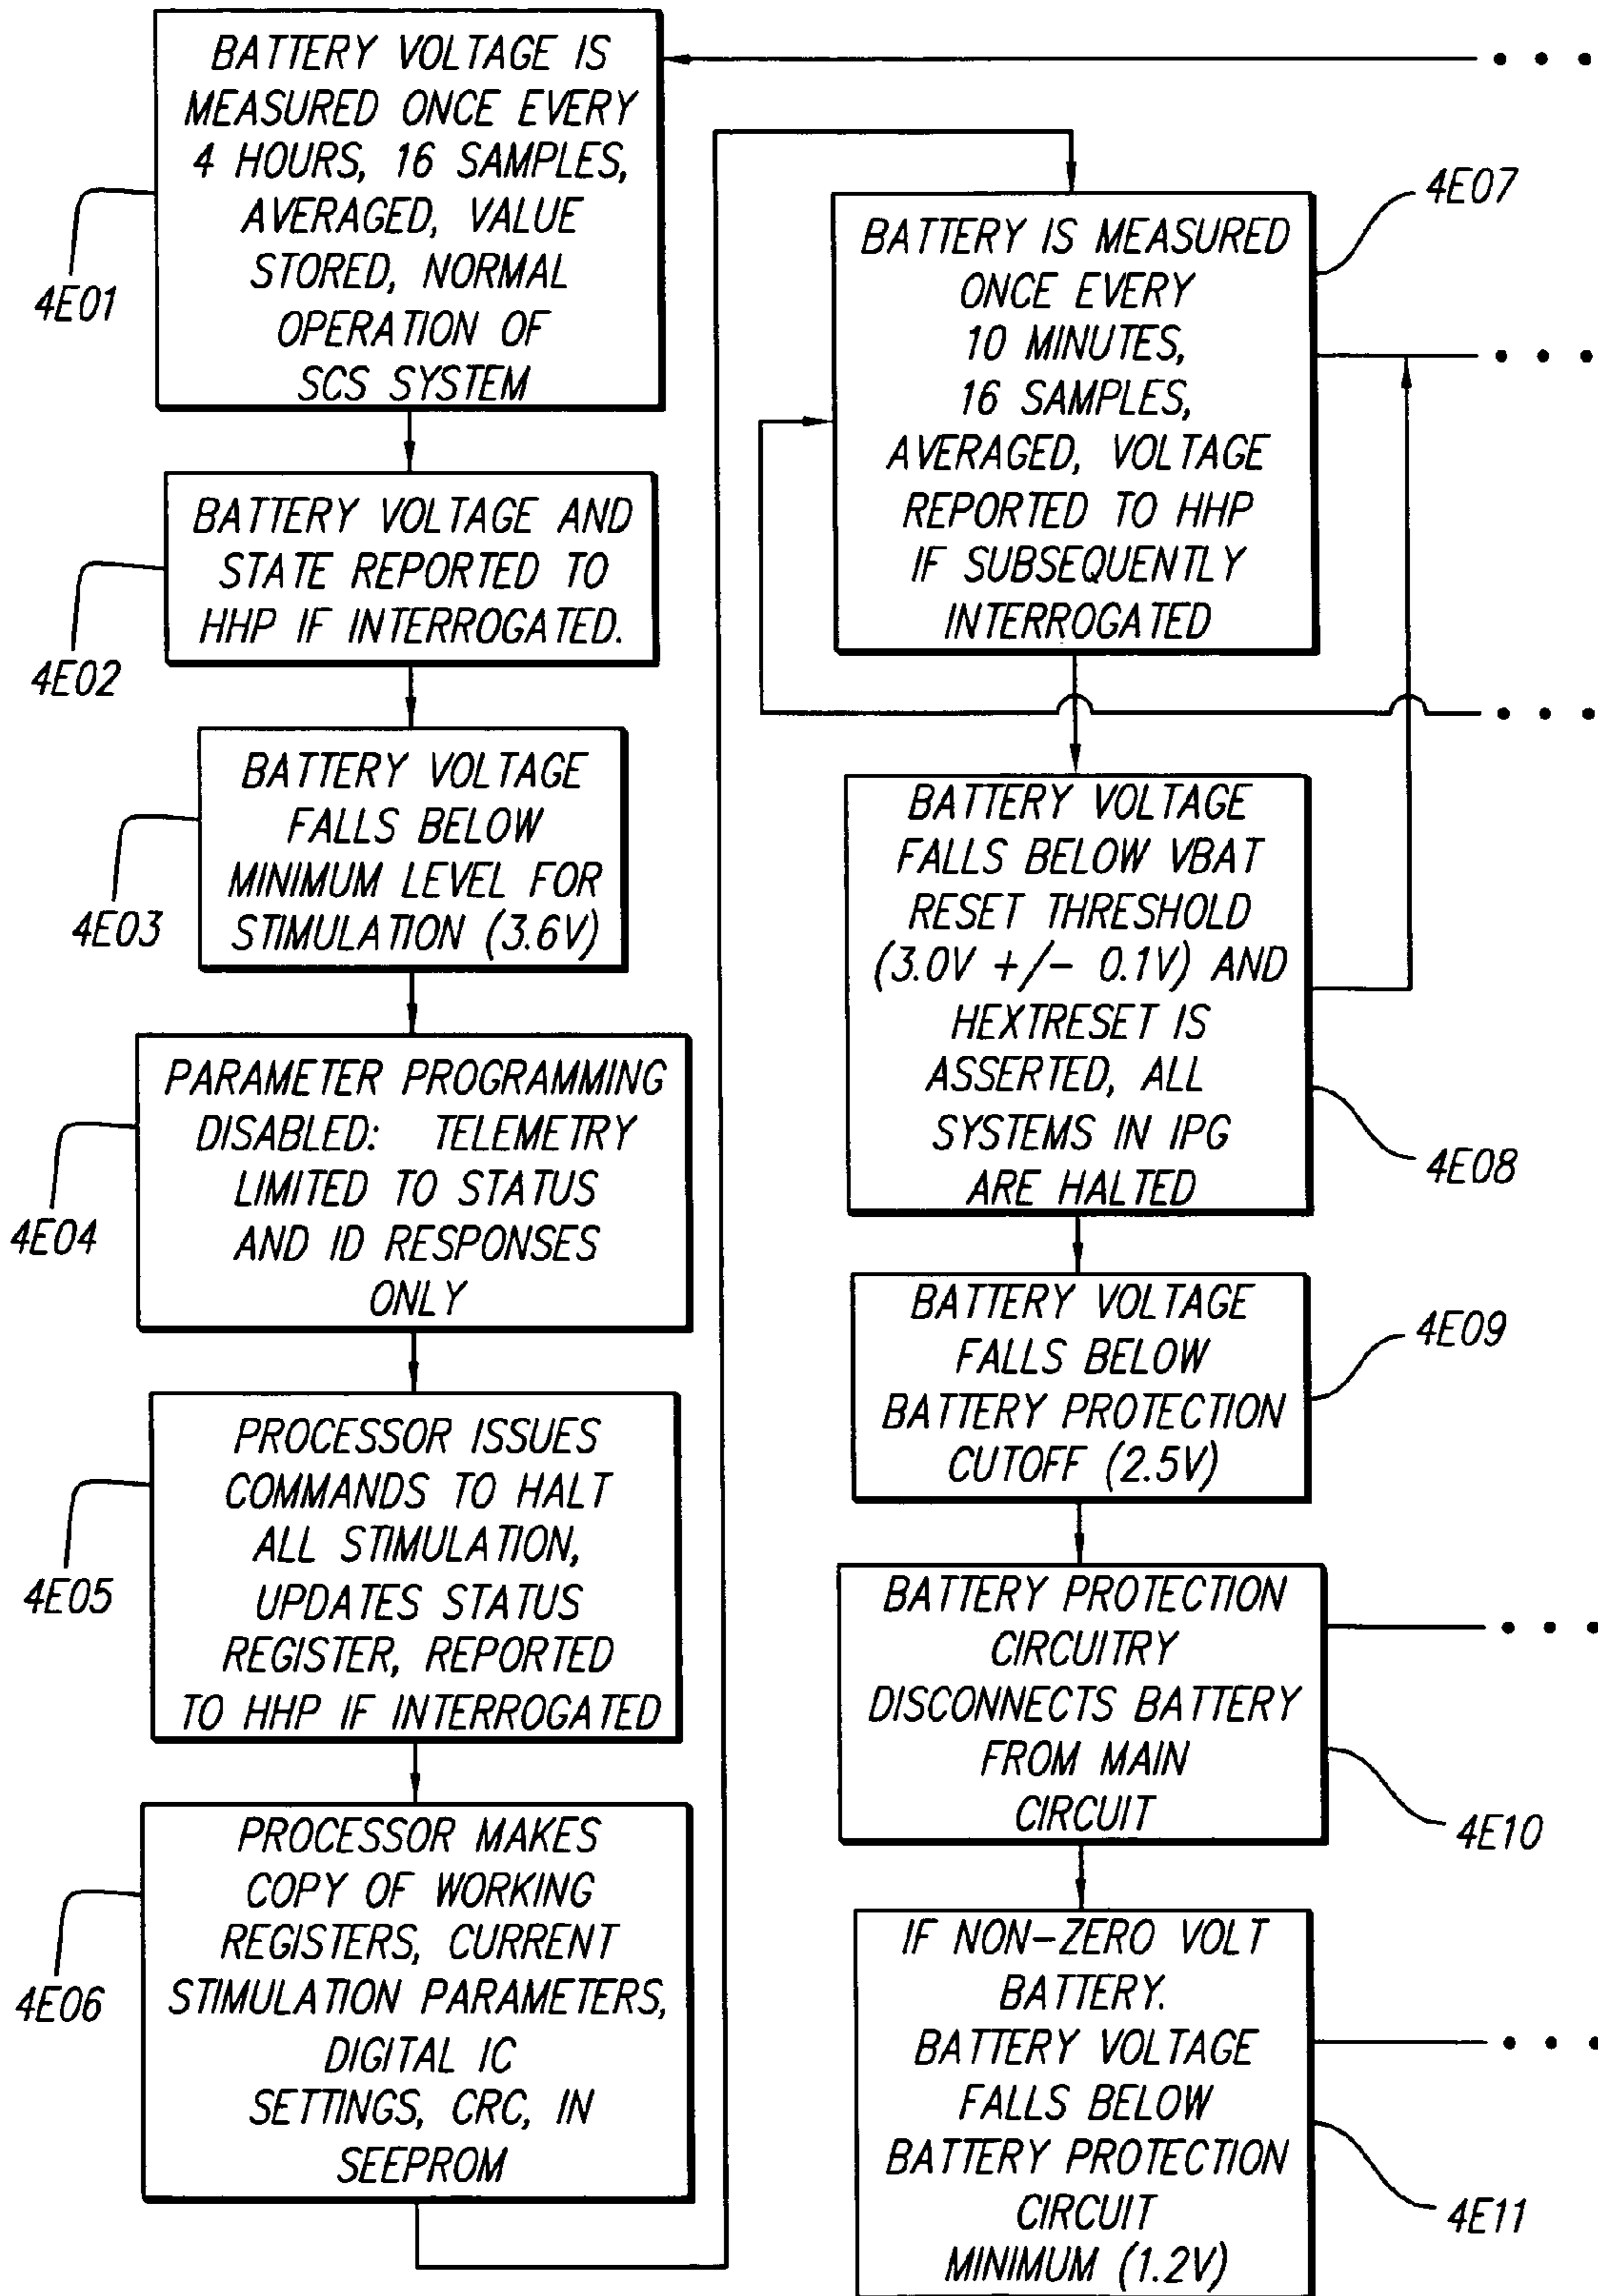 BATTERY VOLTAGE IS
MEASURED ONCE EVERY
4 HOURS, 16 SAMPLES,
AVERAGED, VALUE
STORED, NORMAL
OPERATION OF
SCS SYSTEM
4E01
BATTERY VOLTAGE AND
STATE REPORTED TO
HHP IF INTERROGATED.
4E02
BATTERY VOLTAGE
FALLS BELOW
MINIMUM LEVEL FOR
STIMULATION (3.6V)
4E03
PARAMETER PROGRAMMING
DISABLED: TELEMETRY
LIMITED TO STATUS
AND ID RESPONSES
ONLY
4E04
PROCESSOR ISSUES
COMMANDS TO HALT
ALL STIMULATION,
UPDATES STATUS
REGISTER, REPORTED
TO HHP IF INTERROGATED
4E05
PROCESSOR MAKES
COPY OF WORKING
REGISTERS, CURRENT
STIMULATION PARAMETERS,
DIGITAL IC
SETTINGS, CRC, IN
SEEPROM
4E06
BATTERY IS MEASURED
ONCE EVERY
10 MINUTES,
16 SAMPLES,
AVERAGED, VOLTAGE
REPORTED TO HHP
IF SUBSEQUENTLY
INTERROGATED
4E07
BATTERY VOLTAGE
FALLS BELOW VBAT
RESET THRESHOLD
(3.0V +/- 0.1V) AND
HEXTRESET IS
ASSERTED, ALL
SYSTEMS IN IPG
ARE HALTED
4E08
BATTERY VOLTAGE
FALLS BELOW
BATTERY PROTECTION
CUTOFF (2.5V)
4E09
BATTERY PROTECTION
CIRCUITRY
DISCONNECTS BATTERY
FROM MAIN
CIRCUIT
4E10
IF NON-ZERO VOLT
BATTERY.
BATTERY VOLTAGE
FALLS BELOW
BATTERY PROTECTION
CIRCUIT
MINIMUM (1.2V)
4E11